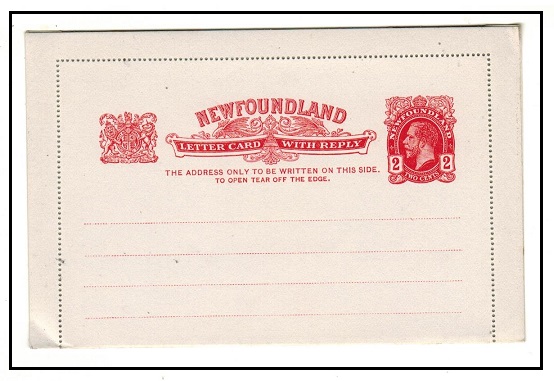 NEWFOUNDLAND
LETTER CARD WITH REPLY
THE ADDRESS ONLY TO BE WRITTEN ON THIS SIDE.
TO OPEN TEAR OFF THE EDGE.
NEWFOUNDLAND
2 2
TWO CENTS